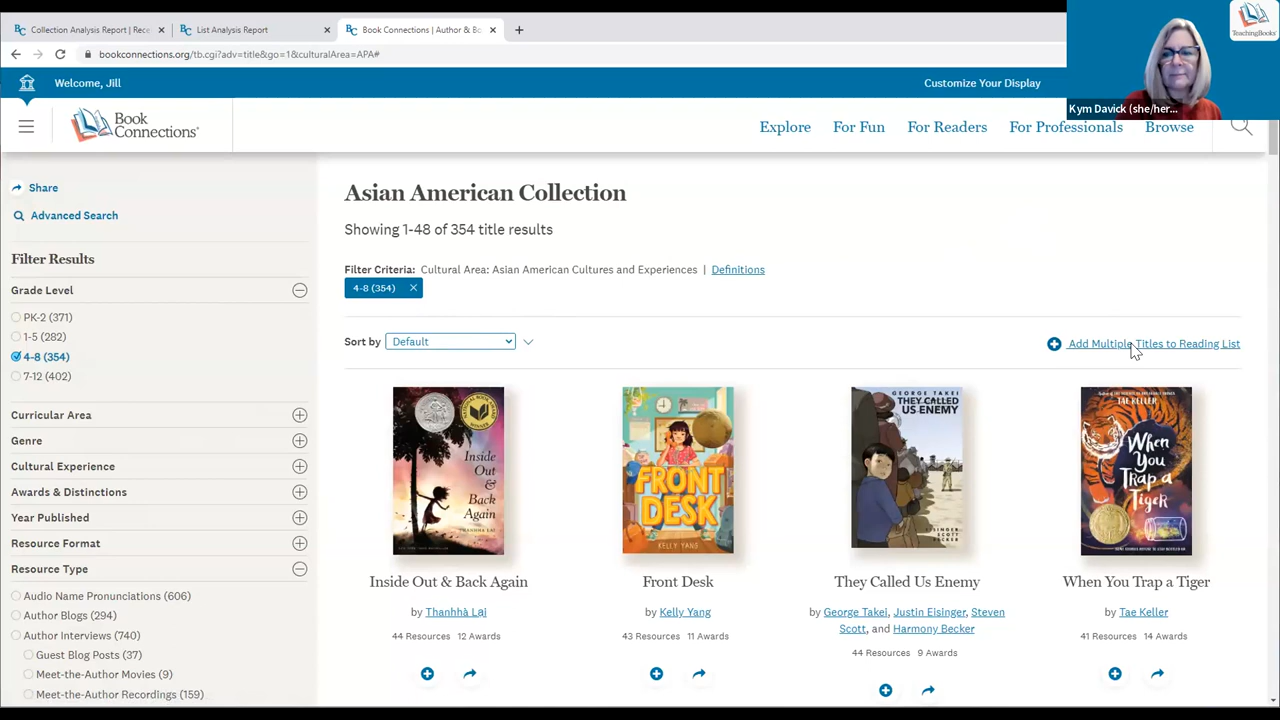 Collection Analysis Report | Rece
List Analysis Report
Book Connections | Author & Bo
TeachingBooks
bookconnections.org/tb.cgi?adv=title&go=1&culturalArea=APA#
Welcome, Jill
Customize Your Display
Kym Davick (she/her...
Book
Connections
Explore
For Fun
For Readers
For Professionals
Browse
Share
Advanced Search
Filter Results
Grade Level
PK-2 (371)
1-5 (282)
4-8 (354)
7-12 (402)
Curricular Area
Genre
Cultural Experience
Awards & Distinctions
Year Published
Resource Format
Resource Type
Audio Name Pronunciations (606)
Author Blogs (294)
Author Interviews (740)
Guest Blog Posts (37)
Meet-the-Author Movies (9)
Meet-the-Author Recordings (159)
Asian American Collection
Showing 1-48 of 354 title results
Filter Criteria: Cultural Area: Asian American Cultures and Experiences | Definitions
4-8 (354)
Sort by Default
Add Multiple Titles to Reading List
Inside
Out
&
Back
Again
THANHHA LAI
FRONT
DESK
KELLY YANG
GEORGE TAKEI
THEY CALLED
US ENEMY
EISINGER
SCOTT
BECKER
TAE KELLER
When
You
Trap a
Tiger
Inside Out & Back Again
by Thanhhà Lại
44 Resources 12 Awards
Front Desk
by Kelly Yang
43 Resources 11 Awards
They Called Us Enemy
by George Takei, Justin Eisinger, Steven
Scott, and Harmony Becker
44 Resources 9 Awards
When You Trap a Tiger
by Tae Keller
41 Resources 14 Awards